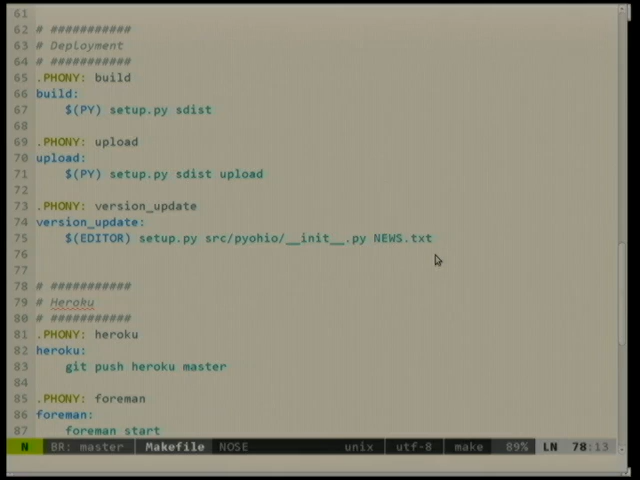 61
62 # ###########
63 # Deployment
64 # ###########
65 .PHONY: build
66 build:
67     $(PY) setup.py sdist
68
69 .PHONY: upload
70 upload:
71     $(PY) setup.py sdist upload
72
73 .PHONY: version_update
74 version_update:
75     $(EDITOR) setup.py src/pyohio/__init__.py NEWS.txt
76
77
78 # ###########
79 # Heroku
80 # ###########
81 .PHONY: heroku
82 heroku:
83     git push heroku master
84
85 .PHONY: foreman
86 foreman:
87     foreman start
N BR: master Makefile NOSE unix utf-8 make 89% LN 78:13